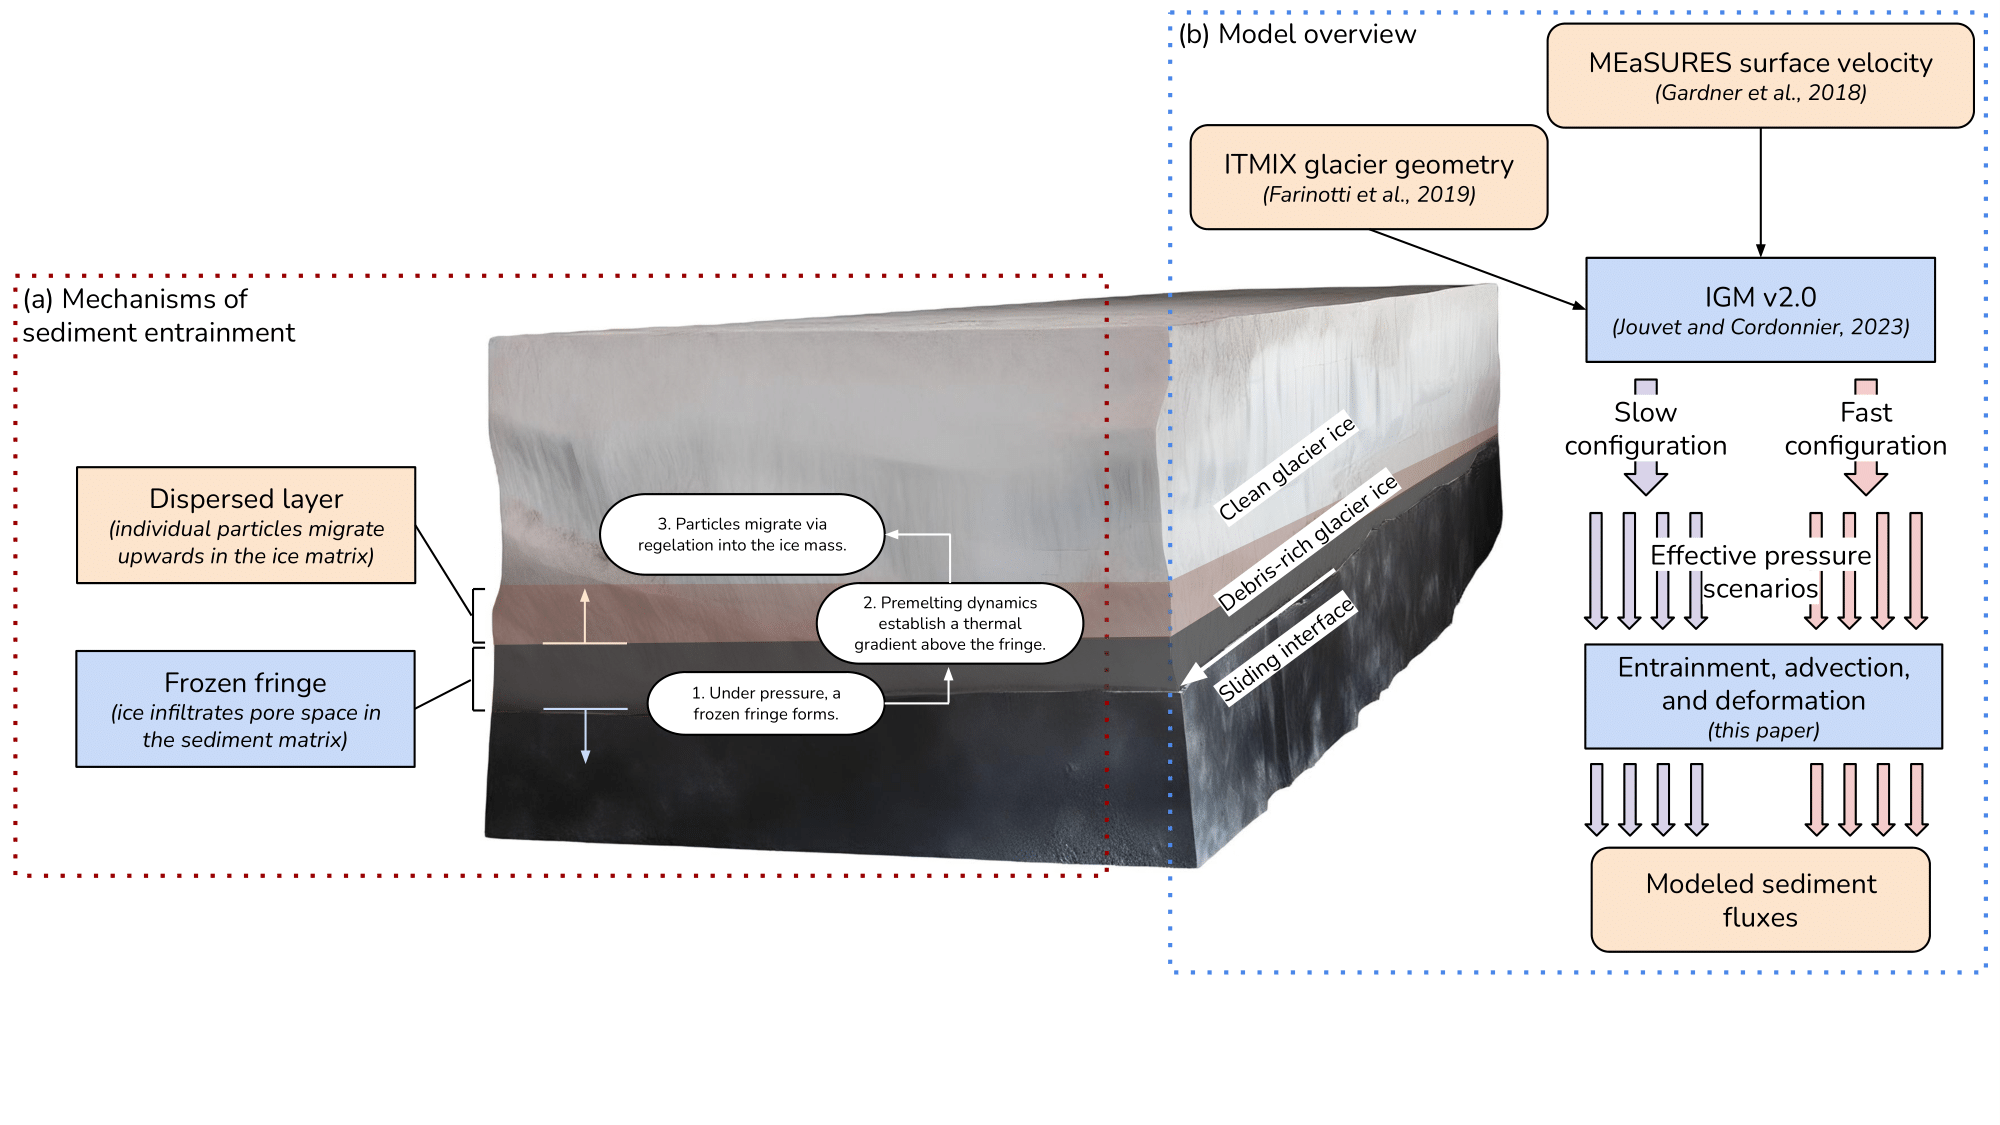 (a) Mechanisms of
sediment entrainment
Dispersed layer
(individual particles migrate
upwards in the ice matrix)
Frozen fringe
(ice infiltrates pore space in
the sediment matrix)
3. Particles migrate via
regelation into the ice mass.
2. Premelting dynamics
establish a thermal
gradient above the fringe.
1. Under pressure, a
frozen fringe forms.
Clean glacier ice
Debris-rich glacier ice
Sliding interface
(b) Model overview
MEaSUREs surface velocity
(Gardner et al., 2018)
ITMIX glacier geometry
(Farinotti et al., 2019)
IGM v2.0
(Jouvet and Cordonnier, 2023)
Slow
configuration
Fast
configuration
Effective pressure
scenarios
Entrainment, advection,
and deformation
(this paper)
Modeled sediment
fluxes